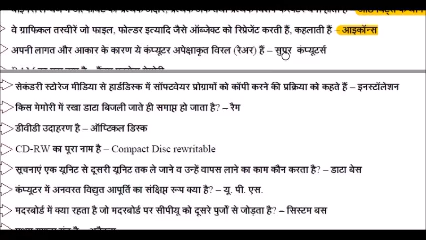 वे ग्राफिकल तस्वीरें जो फाइल, फोल्डर इत्यादि जैसे ऑब्जेक्ट को रिप्रेजेंट करती हैं, कहलाती हैं – आइकॉन्स
अपनी लागत और आकार के कारण ये कंप्यूटर अपेक्षाकृत विरल (रेअर) हैं – सुपर कंप्यूटर्स
सेकंडरी स्टोरेज मीडिया से हार्डडिस्क में सॉफ्टवेयर प्रोग्रामों को कॉपी करने की प्रक्रिया को कहते हैं – इनस्टॉलेशन
किस मेमोरी में रखा डाटा बिजली जाते ही समाप्त हो जाता है? – रैम
डीवीडी उदाहरण है – ऑप्टिकल डिस्क
CD-RW का पूरा नाम है – Compact Disc rewritable
सूचनाएं एक यूनिट से दूसरी यूनिट तक ले जाने व उन्हें वापस लाने का काम कौन करता है? – डाटा बेस
कंप्यूटर में अनवरत विद्युत आपूर्ति का संक्षिप्त रूप क्या है? – यू. पी. एस.
मदरबोर्ड में क्या रहता है जो मदरबोर्ड पर सीपीयू को दूसरे पुर्जों से जोड़ता है? – सिस्टम बस